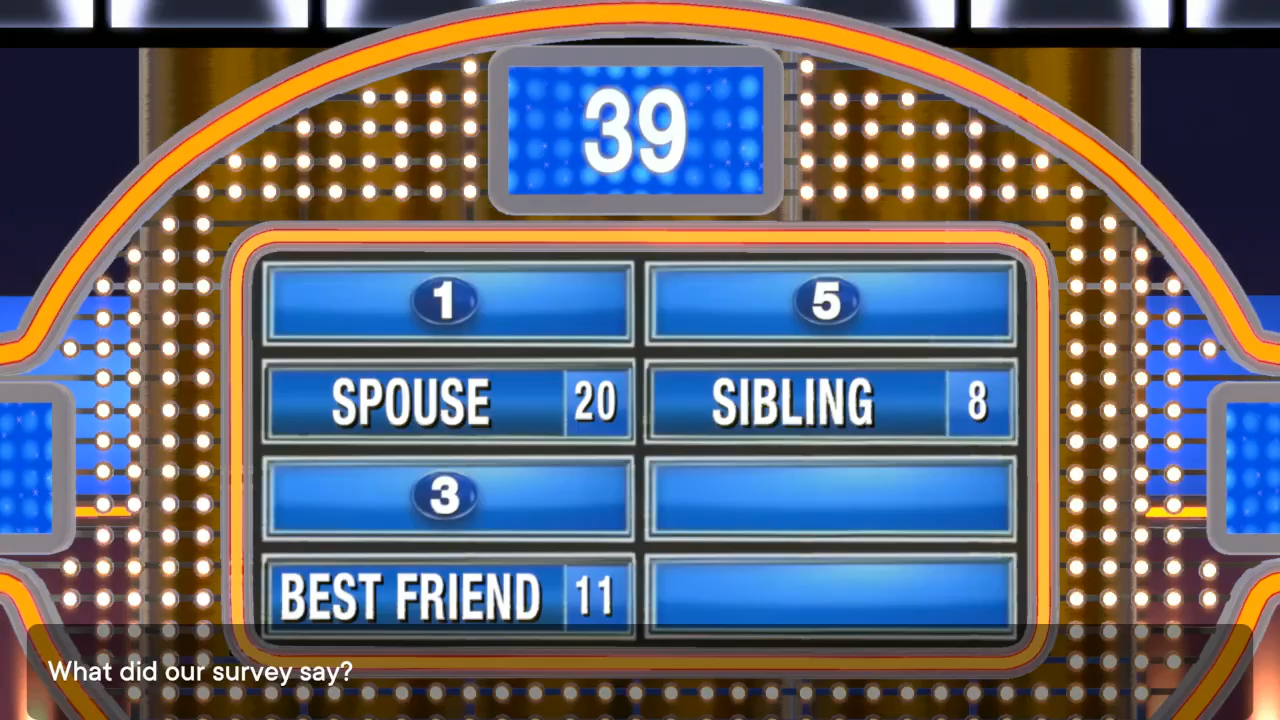 39
1
5
SPOUSE 20
SIBLING 8
3
BEST FRIEND 11
What did our survey say?